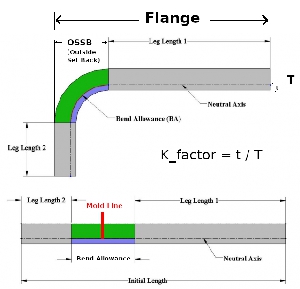 Flange
OSSB
(Outside
Set Back)
Leg Length 1
T
t
Neutral Axis
Bend Allowance (BA)
Leg Length 2
K_factor = t / T
Leg Length 2
Mold Line
Leg Length 1
Neutral Axis
Bend Allowance
Initial Length